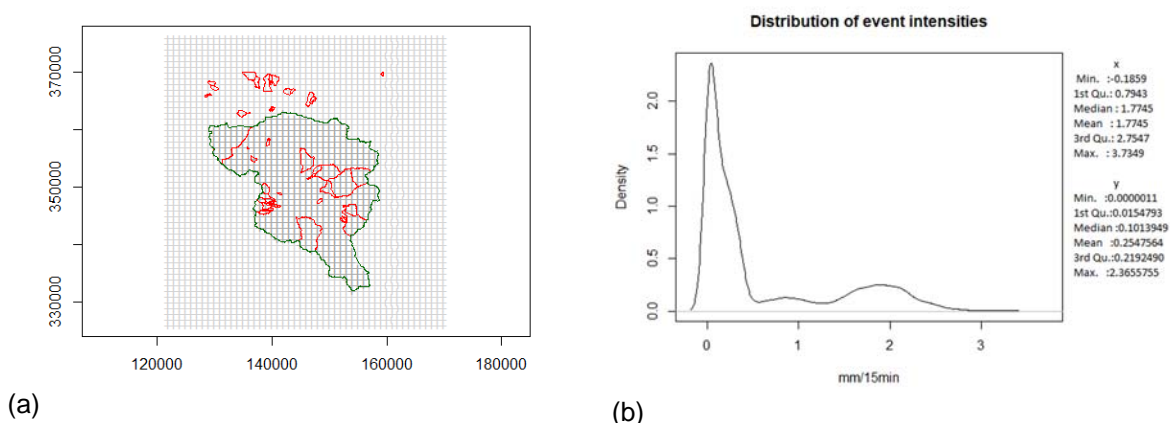 370000
350000
330000
120000
140000
160000
180000
(a)
Distribution of event intensities
Density
2.0
1.5
1.0
0.5
0.0
0
1
2
3
mm/15min
x
Min. :-0.1859
1st Qu.: 0.7943
Median : 1.7745
Mean : 1.7745
3rd Qu.: 2.7547
Max. : 3.7349
y
Min. :0.0000011
1st Qu.:0.0154793
Median :0.1013949
Mean :0.2547564
3rd Qu.:0.2192490
Max. :2.3655755
(b)